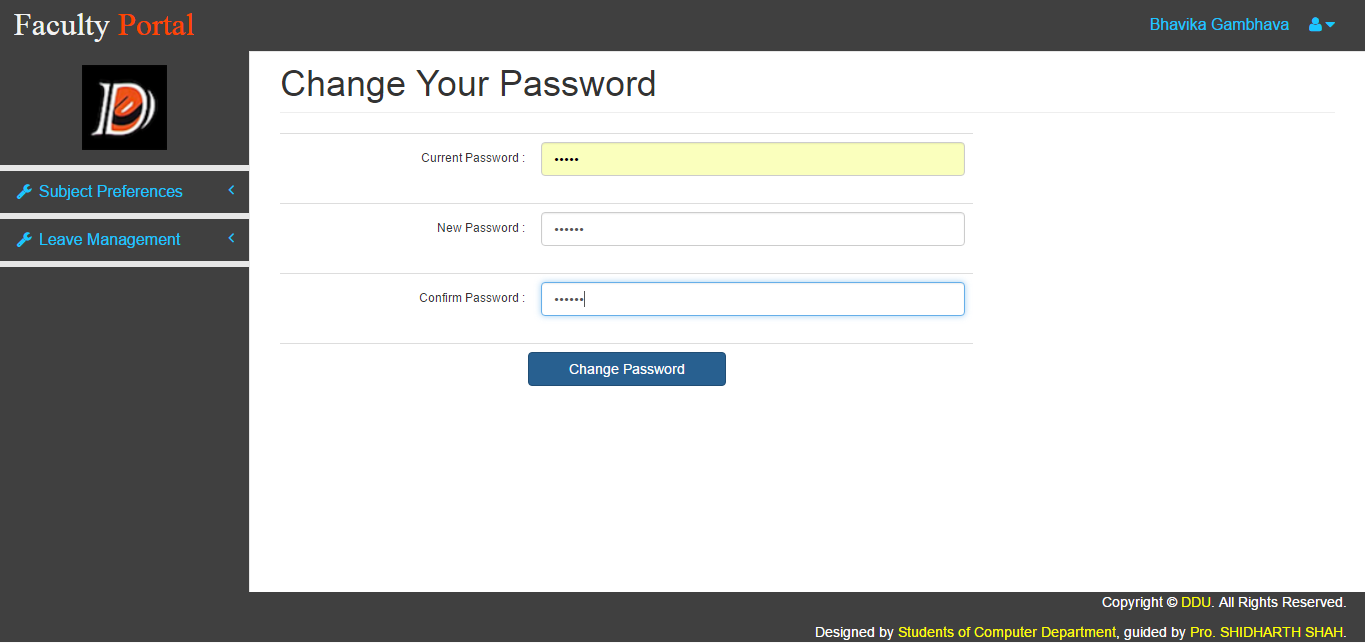 Faculty Portal
Bhavika Gambhava
Subject Preferences
Leave Management
Change Your Password
Current Password : •••••
New Password : ••••••
Confirm Password : ••••••
Change Password
Copyright © DDU. All Rights Reserved.
Designed by Students of Computer Department, guided by Pro. SHIDHARTH SHAH.